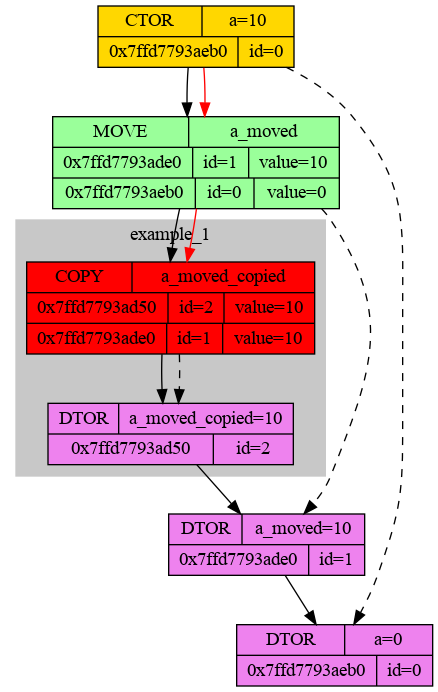 CTOR a=10
0x7ffd7793aeb0 id=0
MOVE a_moved
0x7ffd7793ade0 id=1 value=10
0x7ffd7793aeb0 id=0 value=0
example_1
COPY a_moved_copied
0x7ffd7793ad50 id=2 value=10
0x7ffd7793ade0 id=1 value=10
DTOR a_moved_copied=10
0x7ffd7793ad50 id=2
DTOR a_moved=10
0x7ffd7793ade0 id=1
DTOR a=0
0x7ffd7793aeb0 id=0